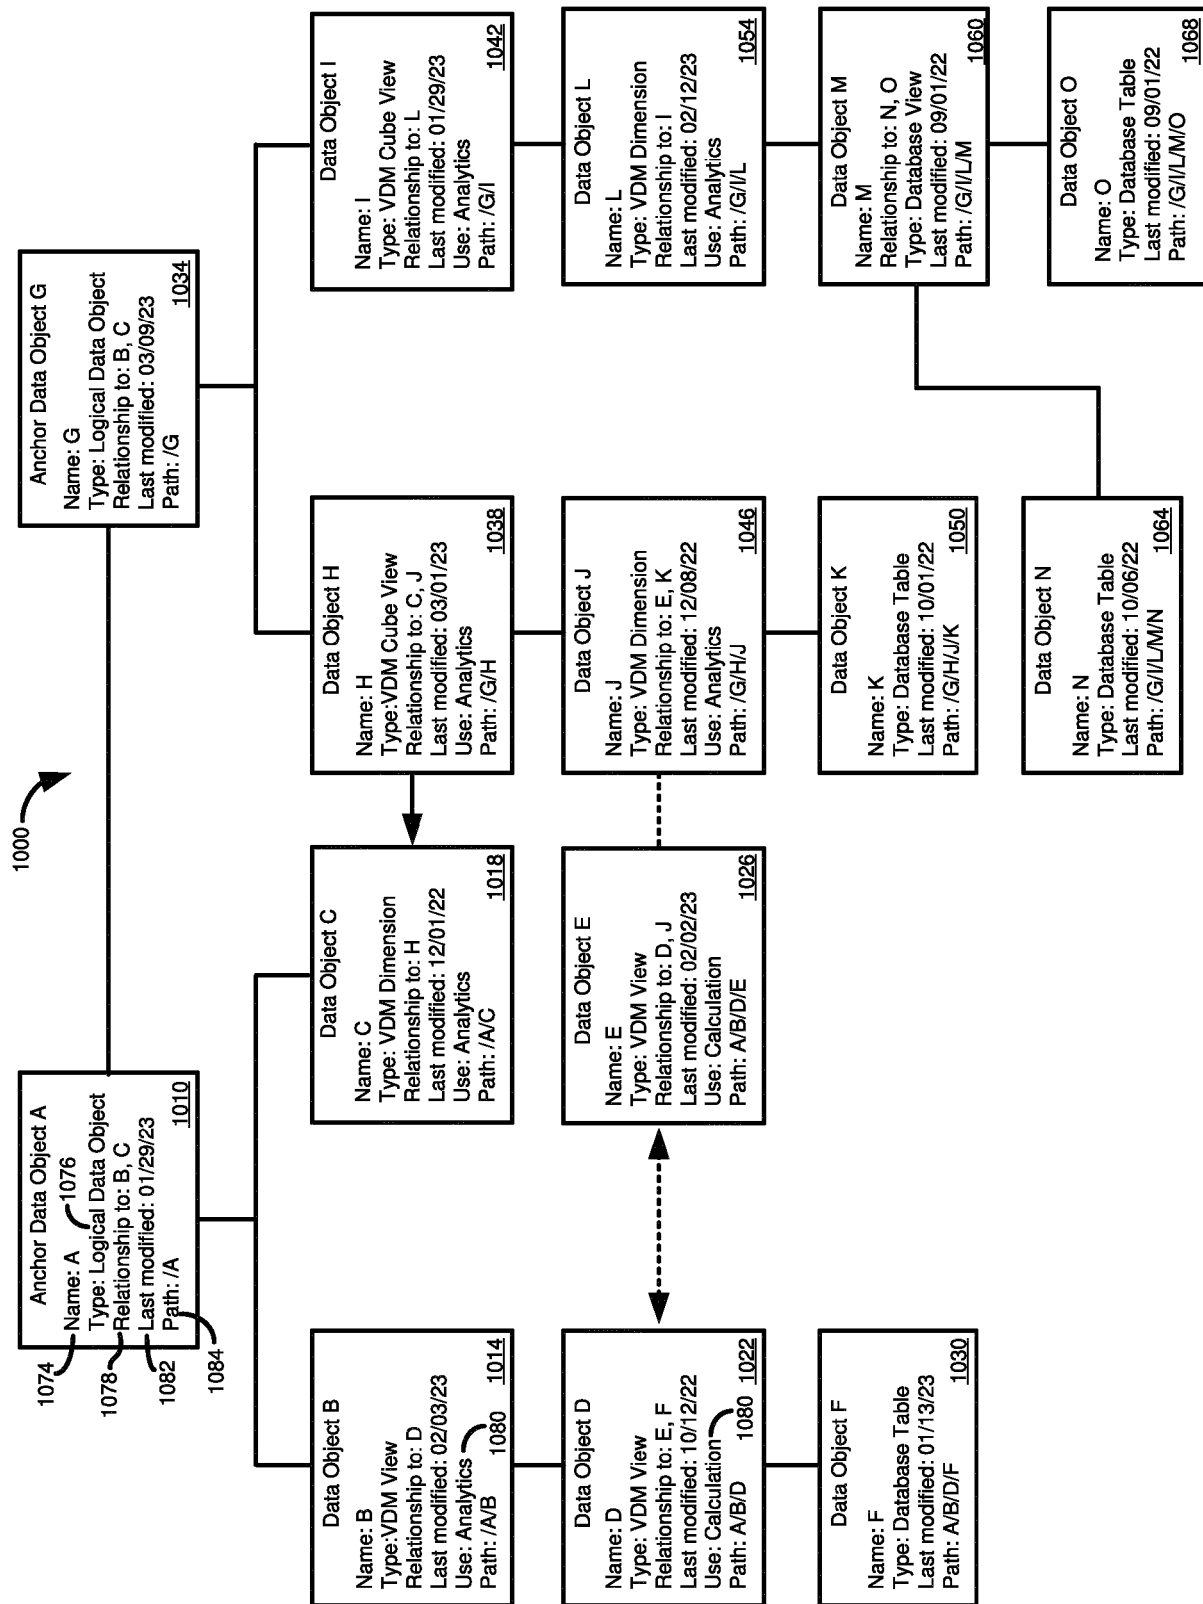 1000
Anchor Data Object A
Name: A
Type: Logical Data Object
Relationship to: B, C
Last modified: 01/29/23
Path: /A
1010
1074
1076
1078
1082
1084
Anchor Data Object G
Name: G
Type: Logical Data Object
Relationship to: B, C
Last modified: 03/09/23
Path: /G
1034
Data Object B
Name: B
Type:VDM View
Relationship to: D
Last modified: 02/03/23
Use: Analytics
Path: /A/B
1080
1014
Data Object C
Name: C
Type: VDM Dimension
Relationship to: H
Last modified: 12/01/22
Use: Analytics
Path: /A/C
1018
Data Object H
Name: H
Type:VDM Cube View
Relationship to: C, J
Last modified: 03/01/23
Use: Analytics
Path: /G/H
1038
Data Object I
Name: I
Type: VDM Cube View
Relationship to: L
Last modified: 01/29/23
Use: Analytics
Path: /G/I
1042
Data Object D
Name: D
Type: VDM View
Relationship to: E, F
Last modified: 10/12/22
Use: Calculation
Path: A/B/D
1080
1022
Data Object E
Name: E
Type: VDM View
Relationship to: D, J
Last modified: 02/02/23
Use: Calculation
Path: A/B/D/E
1026
Data Object J
Name: J
Type: VDM Dimension
Relationship to: E, K
Last modified: 12/08/22
Use: Analytics
Path: /G/H/J
1046
Data Object L
Name: L
Type: VDM Dimension
Relationship to: I
Last modified: 02/12/23
Use: Analytics
Path: /G/I/L
1054
Data Object F
Name: F
Type: Database Table
Last modified: 01/13/23
Path: A/B/D/F
1030
Data Object K
Name: K
Type: Database Table
Last modified: 10/01/22
Path: /G/H/J/K
1050
Data Object M
Name: M
Relationship to: N, O
Type: Database View
Last modified: 09/01/22
Path: /G/I/L/M
1060
Data Object N
Name: N
Type: Database Table
Last modified: 10/06/22
Path: /G/I/L/M/N
1064
Data Object O
Name: O
Type: Database Table
Last modified: 09/01/22
Path: /G/I/L/M/O
1068